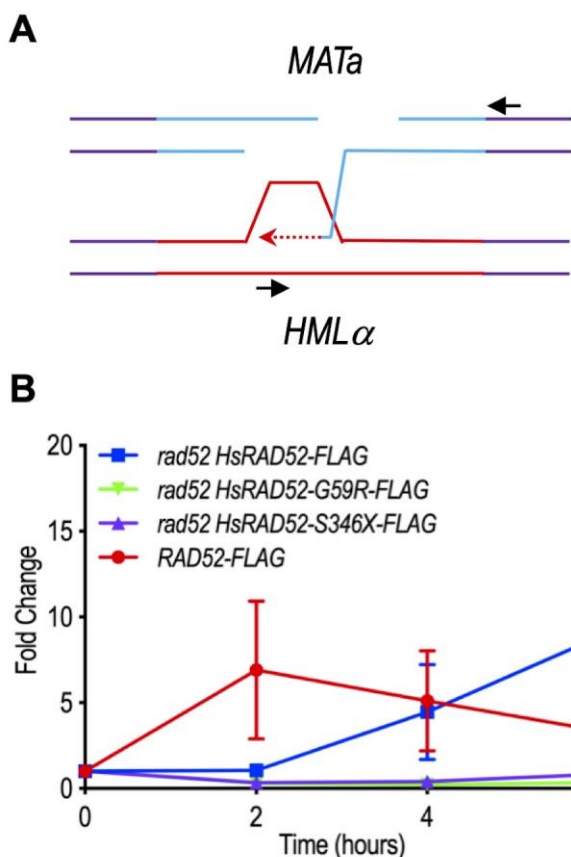 A
MATa
HMLα
B
20
15
10
5
0
Fold Change
rad52 HsRAD52-FLAG
rad52 HsRAD52-G59R-FLAG
rad52 HsRAD52-S346X-FLAG
RAD52-FLAG
0 2 4
Time (hours)